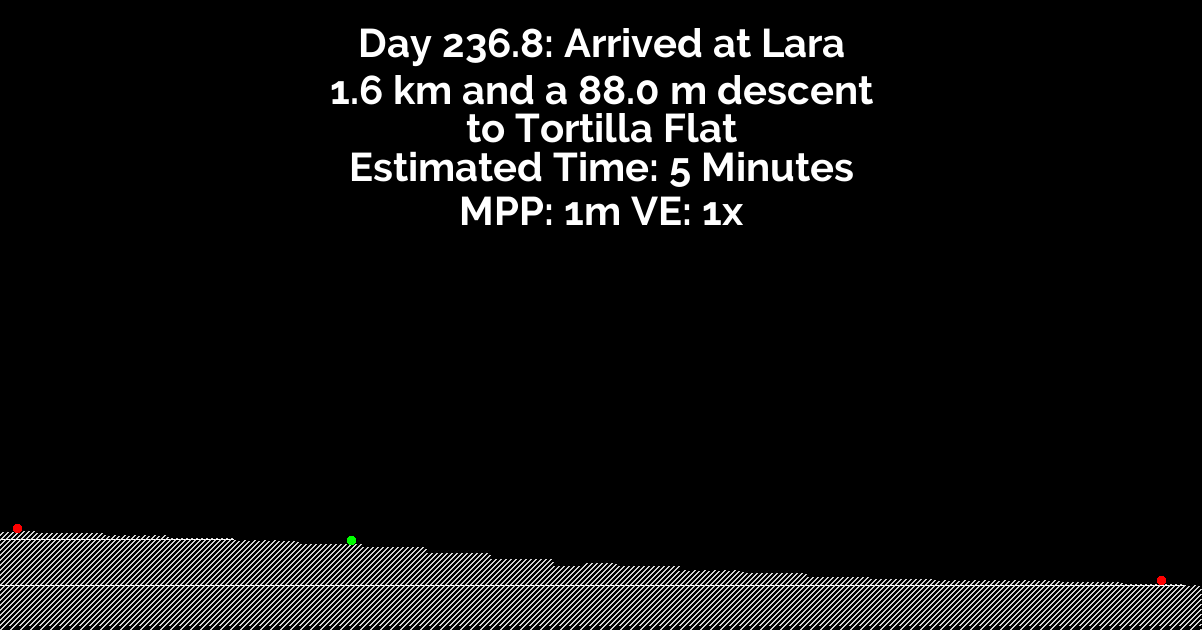 Day 236.8: Arrived at Lara
1.6 km and a 88.0 m descent
to Tortilla Flat
Estimated Time: 5 Minutes
MPP: 1m VE: 1x